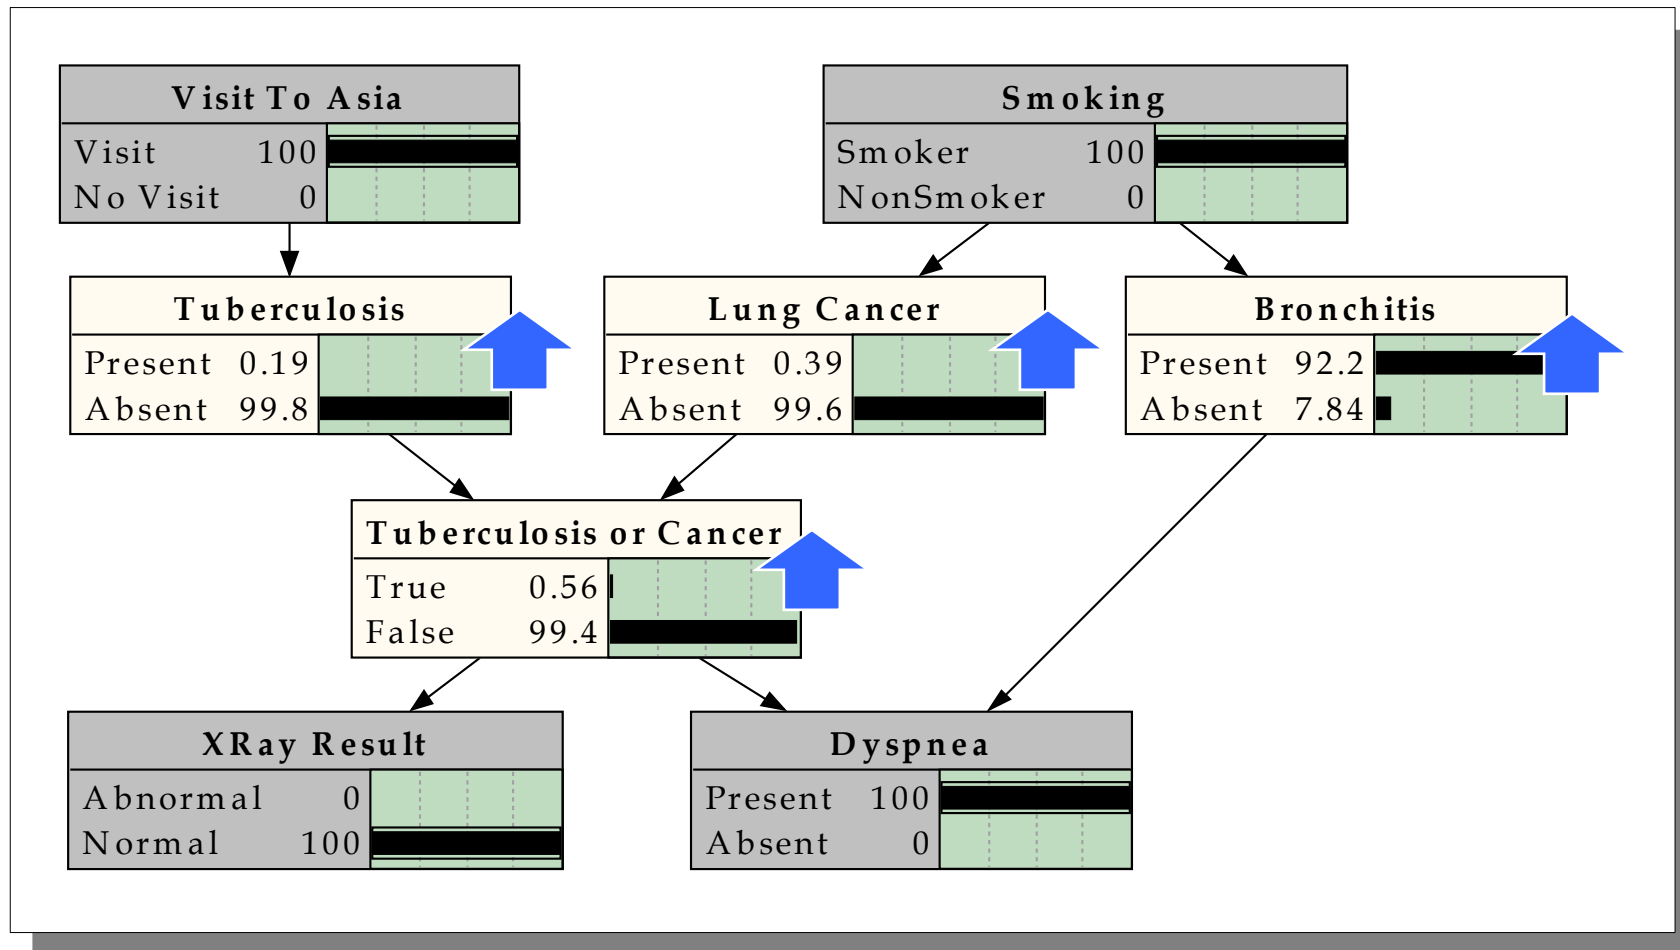 Visit To Asia
Visit 100
No Visit 0
Smoking
Smoker 100
NonSmoker 0
Tuberculosis
Present 0.19
Absent 99.8
Lung Cancer
Present 0.39
Absent 99.6
Bronchitis
Present 92.2
Absent 7.84
Tuberculosis or Cancer
True 0.56
False 99.4
XRay Result
Abnormal 0
Normal 100
Dyspnea
Present 100
Absent 0